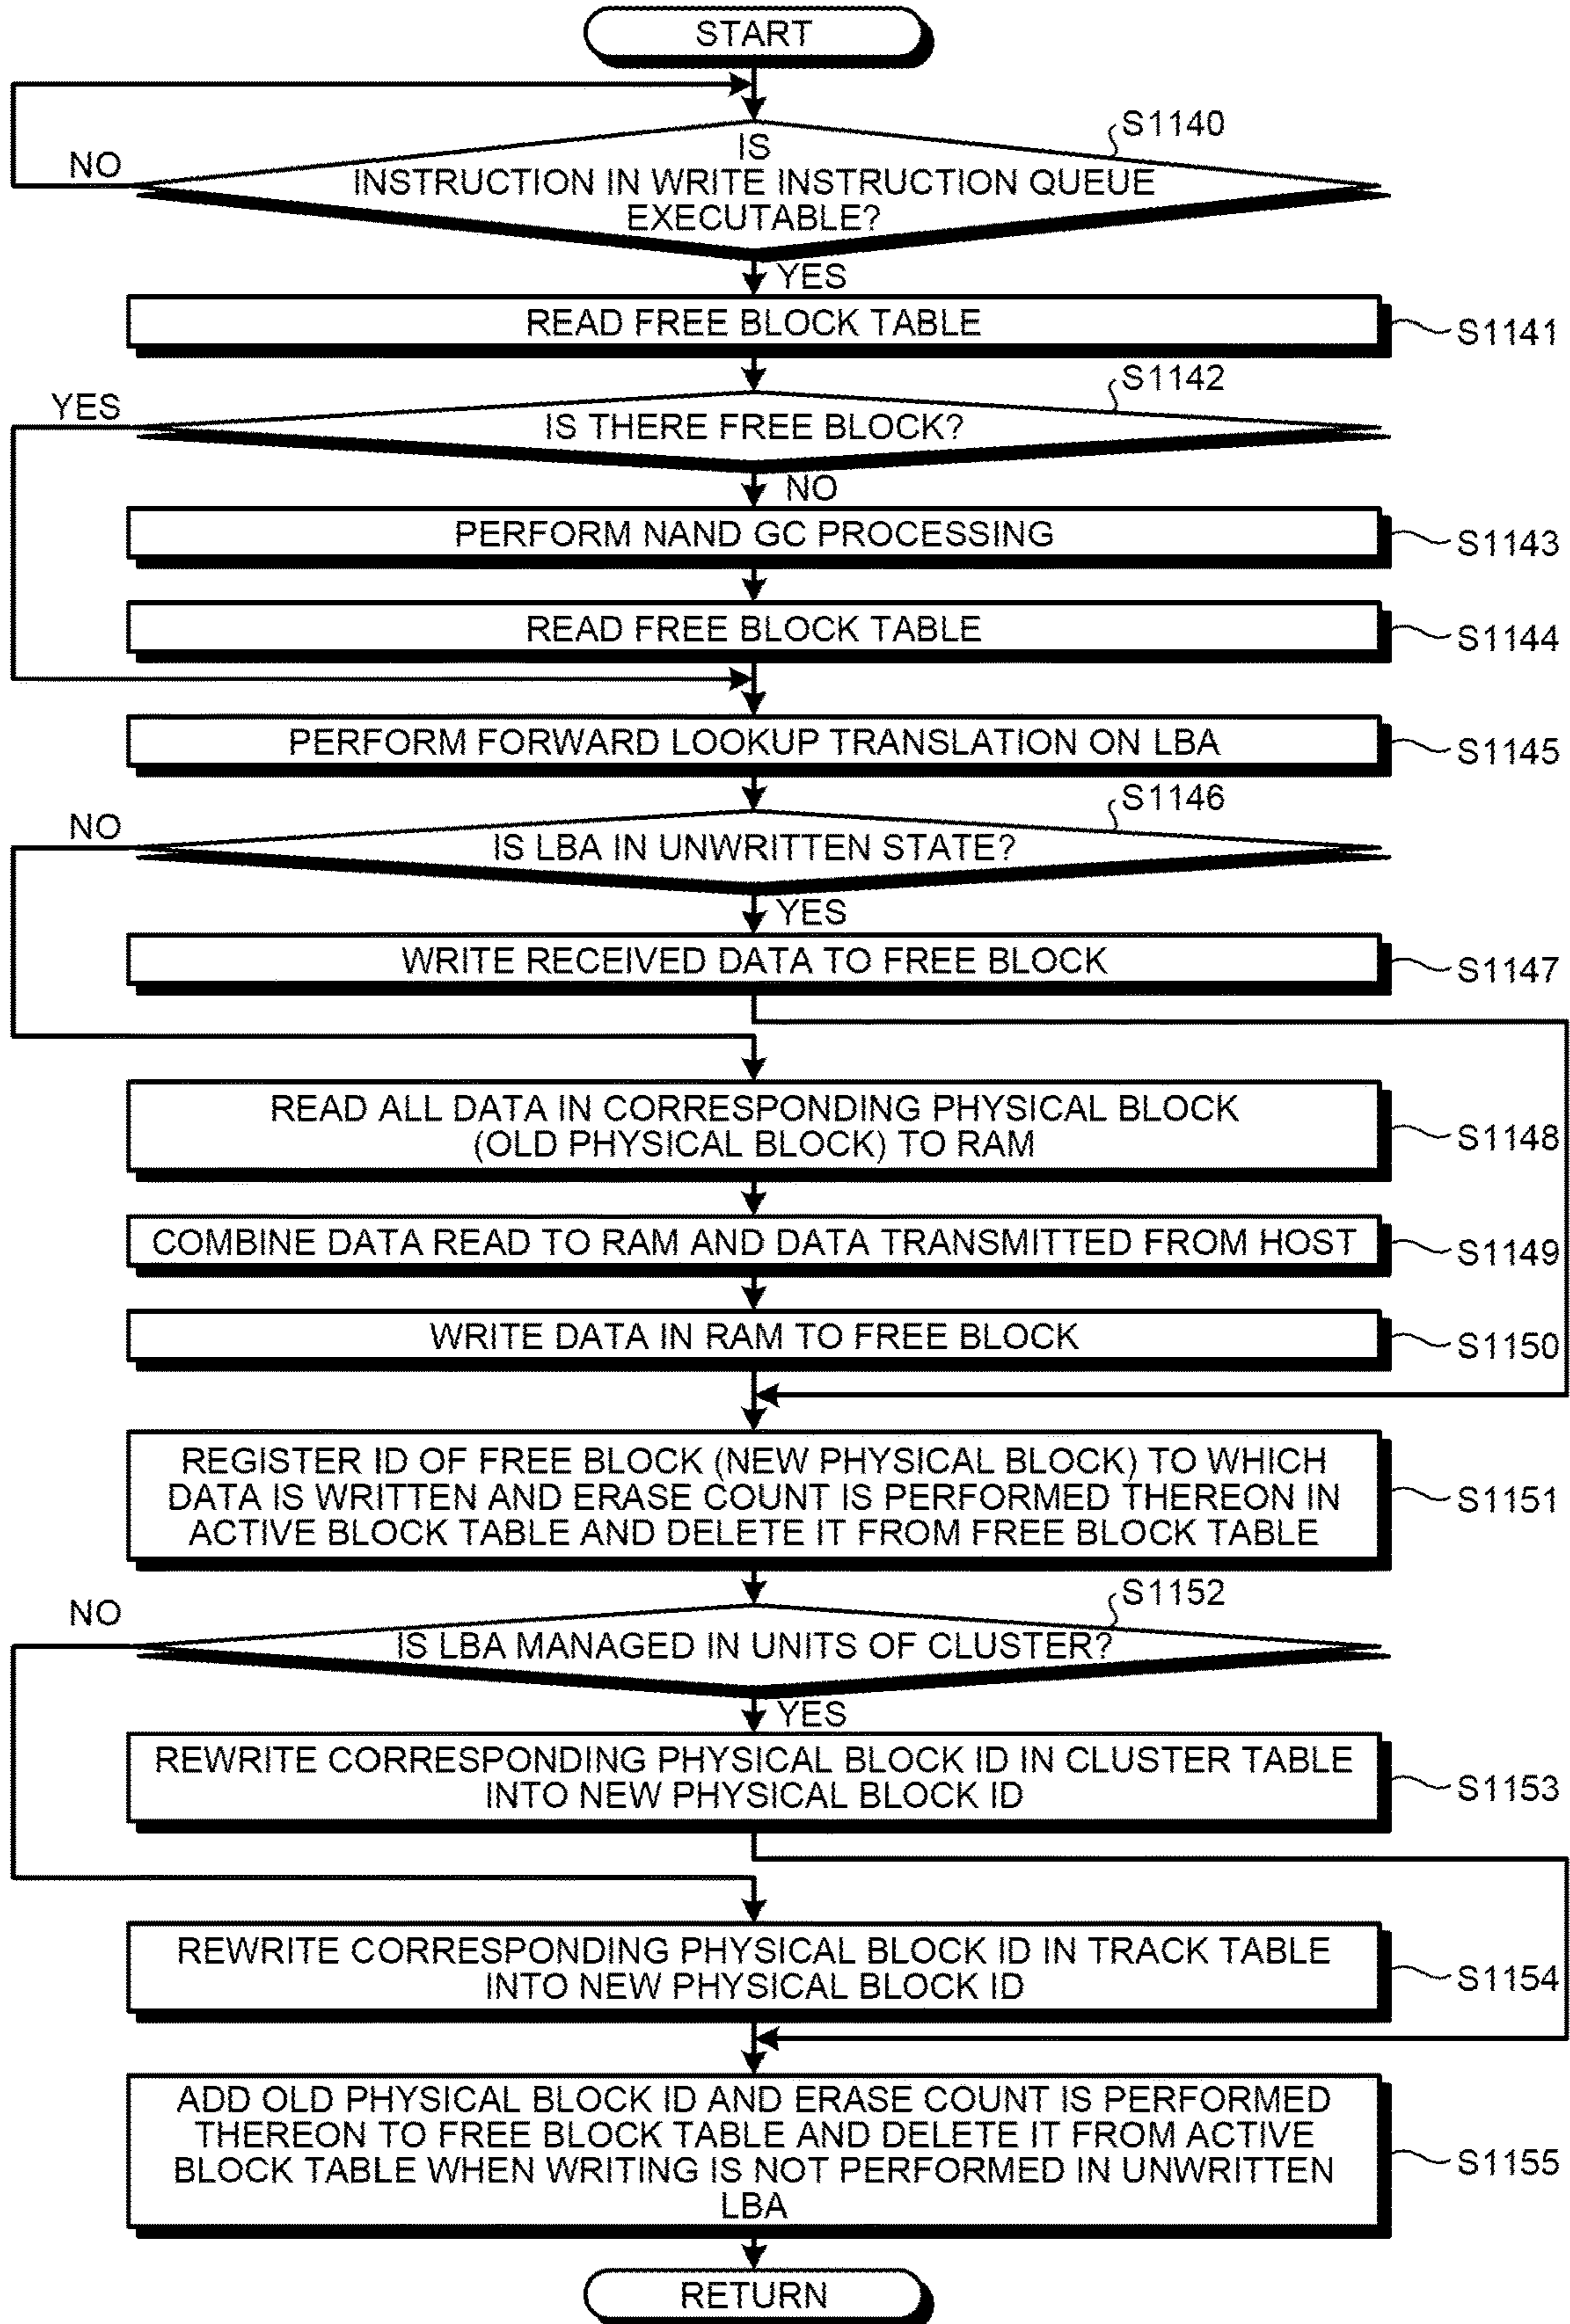 START
S1140
NO
IS
INSTRUCTION IN WRITE INSTRUCTION QUEUE
EXECUTABLE?
YES
READ FREE BLOCK TABLE
S1141
S1142
YES
IS THERE FREE BLOCK?
NO
PERFORM NAND GC PROCESSING
S1143
READ FREE BLOCK TABLE
S1144
PERFORM FORWARD LOOKUP TRANSLATION ON LBA
S1145
S1146
NO
IS LBA IN UNWRITTEN STATE?
YES
WRITE RECEIVED DATA TO FREE BLOCK
S1147
READ ALL DATA IN CORRESPONDING PHYSICAL BLOCK
(OLD PHYSICAL BLOCK) TO RAM
S1148
COMBINE DATA READ TO RAM AND DATA TRANSMITTED FROM HOST
S1149
WRITE DATA IN RAM TO FREE BLOCK
S1150
REGISTER ID OF FREE BLOCK (NEW PHYSICAL BLOCK) TO WHICH
DATA IS WRITTEN AND ERASE COUNT IS PERFORMED THEREON IN
ACTIVE BLOCK TABLE AND DELETE IT FROM FREE BLOCK TABLE
S1151
S1152
NO
IS LBA MANAGED IN UNITS OF CLUSTER?
YES
REWRITE CORRESPONDING PHYSICAL BLOCK ID IN CLUSTER TABLE
INTO NEW PHYSICAL BLOCK ID
S1153
REWRITE CORRESPONDING PHYSICAL BLOCK ID IN TRACK TABLE
INTO NEW PHYSICAL BLOCK ID
S1154
ADD OLD PHYSICAL BLOCK ID AND ERASE COUNT IS PERFORMED
THEREON TO FREE BLOCK TABLE AND DELETE IT FROM ACTIVE
BLOCK TABLE WHEN WRITING IS NOT PERFORMED IN UNWRITTEN
LBA
S1155
RETURN